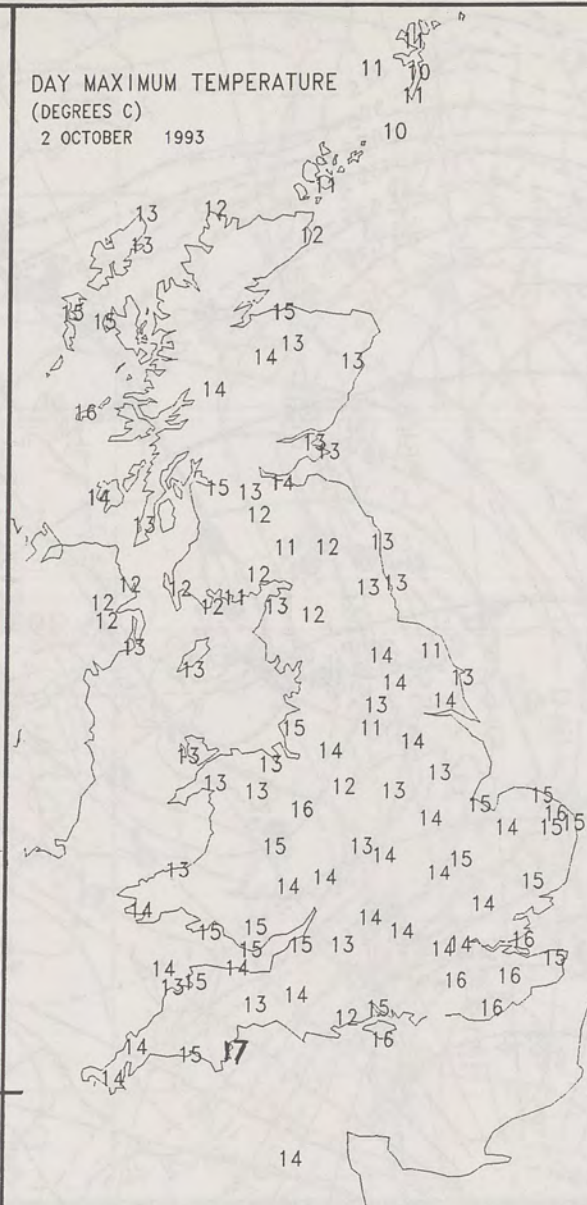 DAY MAXIMUM TEMPERATURE
(DEGREES C)
2 OCTOBER 1993
11
11 10
11
10
11
13 12
13 12
15 15 15
13
14 13
14
16
13 13
14 15 13 14
13 12
11 12 13
12 12 12 13 13
12 12 11 13
12 12
13 14 11
13 14 13
13 14
15 11
13 14 14
13
13 13 12 13 13
16 15 15
14 14 16 15 15
15 13 14 15
13 14 14 14 15
14 15 15 14 14 14
15 15 13 14 14 16
14 15
13 15 16 16
13 14 15 16
12
14 15 17 16
14
14